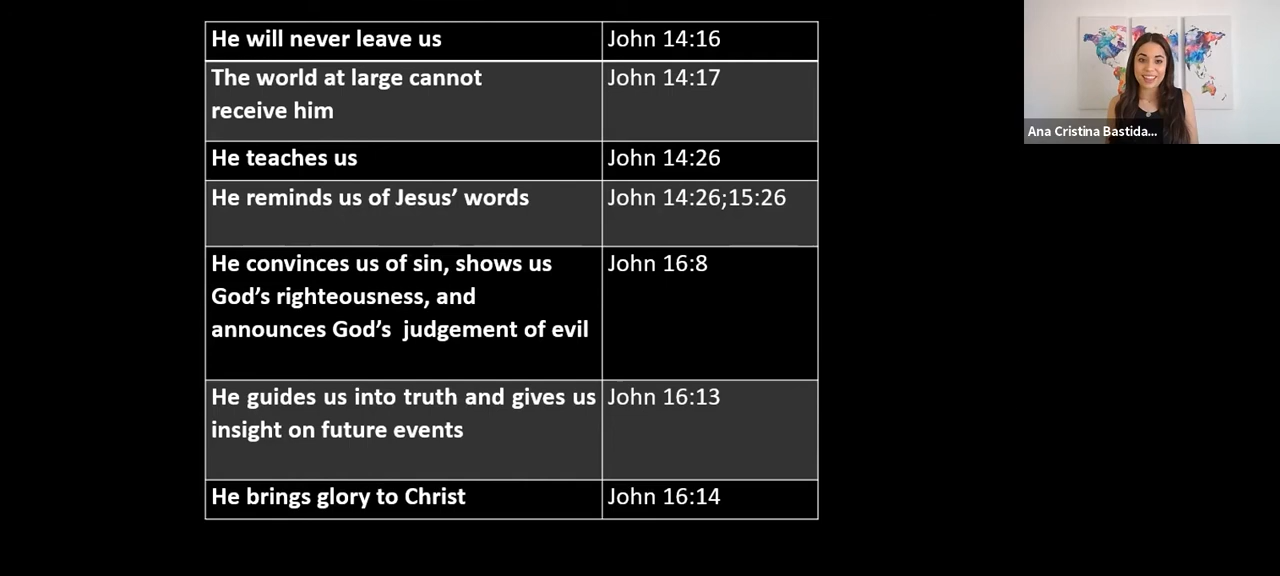 He will never leave us John 14:16
The world at large cannot John 14:17
receive him
He teaches us John 14:26
He reminds us of Jesus’ words John 14:26;15:26
He convinces us of sin, shows us John 16:8
God’s righteousness, and
announces God’s  judgement of evil
He guides us into truth and gives us John 16:13
insight on future events
He brings glory to Christ John 16:14
Ana Cristina Bastida...